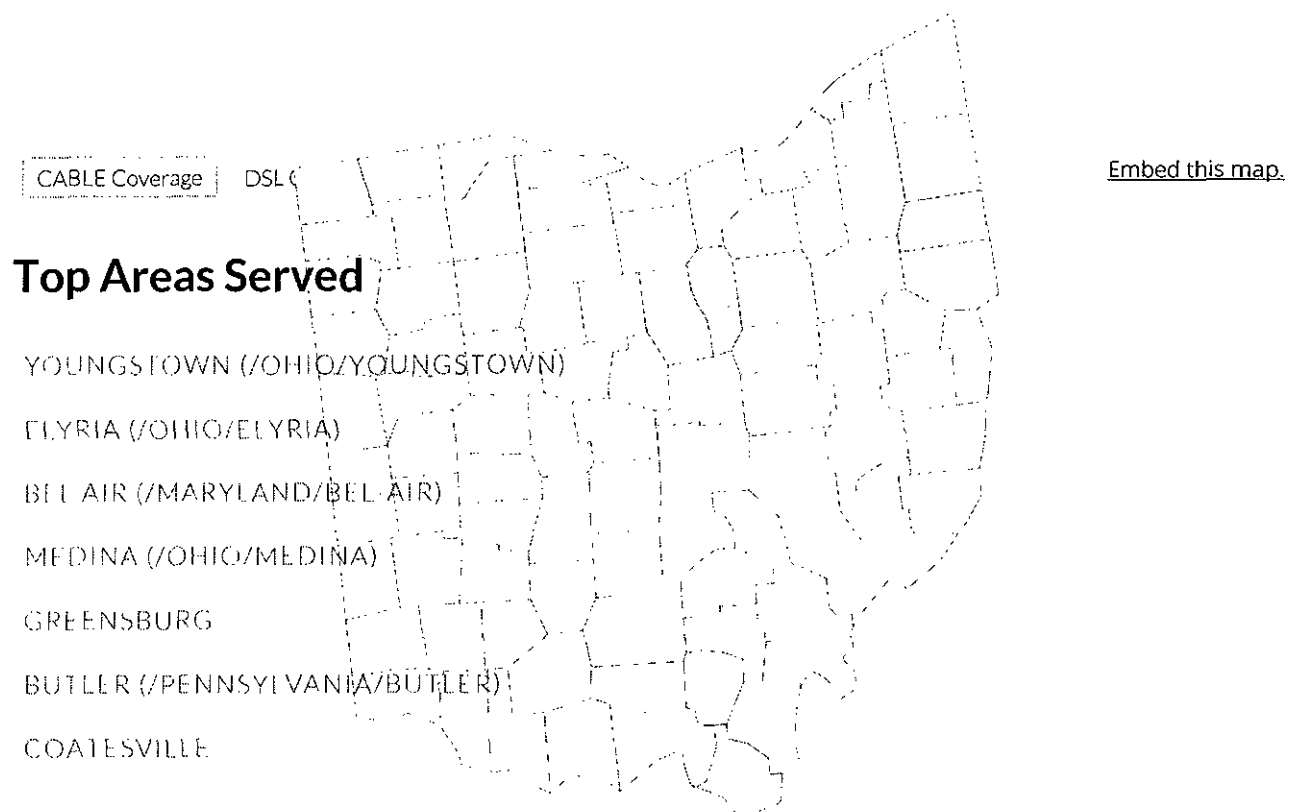 CABLE Coverage DSL
Embed this map.
Top Areas Served
YOUNGSTOWN (/OHIO/YOUNGSTOWN)
ELYRIA (/OHIO/ELYRIA)
BEL AIR (/MARYLAND/BEL-AIR)
MEDINA (/OHIO/MEDINA)
GREENSBURG
BUTLER (/PENNSYLVANIA/BUTLER)
COATESVILLE